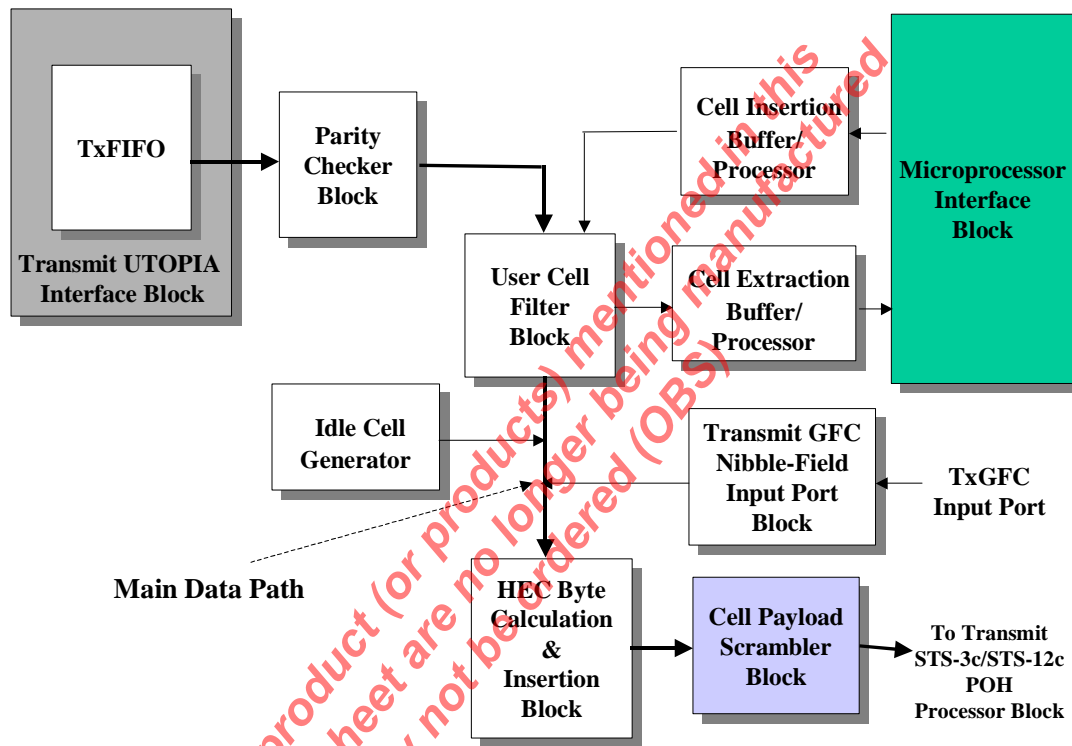 TxFIFO
Transmit UTOPIA
Interface Block
Parity
Checker
Block
Cell Insertion
Buffer/
Processor
Microprocessor
Interface
Block
User Cell
Filter
Block
Cell Extraction
Buffer/
Processor
Idle Cell
Generator
Transmit GFC
Nibble-Field
Input Port
Block
TxGFC
Input Port
Main Data Path
HEC Byte
Calculation
&
Insertion
Block
Cell Payload
Scrambler
Block
To Transmit
STS-3c/STS-12c
POH
Processor Block
product (or products) mentioned in this
sheet are no longer being manufactured
not be ordered (OBS)